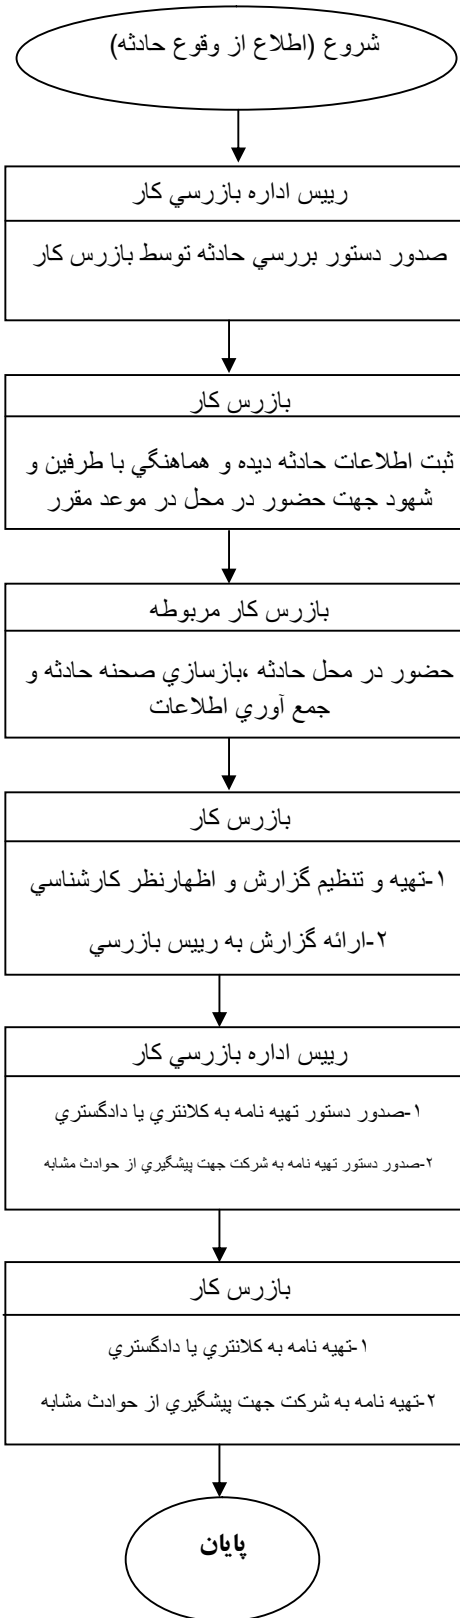 شروع (اطلاع از وقوع حادثه)
رييس اداره بازرسي كار
صدور دستور بررسي حادثه توسط بازرس كار
بازرس كار
ثبت اطلاعات حادثه ديده و هماهنگي با طرفين و
شهود جهت حضور در محل در موعد مقرر
بازرس كار مربوطه
حضور در محل حادثه ،بازسازي صحنه حادثه و
جمع آوري اطلاعات
بازرس كار
۱-تهيه و تنظيم گزارش و اظهارنظر كارشناسي
۲-ارائه گزارش به رييس بازرسي
رييس اداره بازرسي كار
۱-صدور دستور تهيه نامه به كلانتري يا دادگستري
۲-صدور دستور تهيه نامه به شركت جهت پيشگيري از حوادث مشابه
بازرس كار
۱-تهيه نامه به كلانتري يا دادگستري
۲-تهيه نامه به شركت جهت پيشگيري از حوادث مشابه
پایان